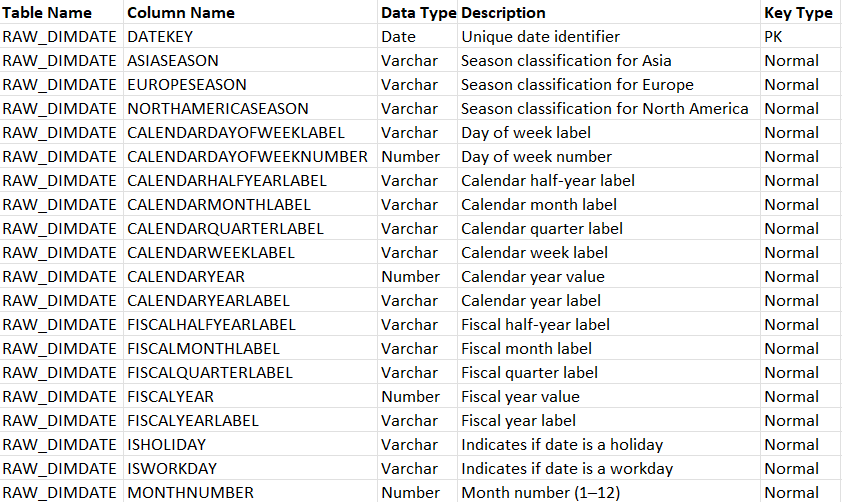 Table Name Column Name Data Type Description Key Type
RAW_DIMDATE DATEKEY Date Unique date identifier PK
RAW_DIMDATE ASIASEASON Varchar Season classification for Asia Normal
RAW_DIMDATE EUROPESEASON Varchar Season classification for Europe Normal
RAW_DIMDATE NORTHAMERICASEASON Varchar Season classification for North America Normal
RAW_DIMDATE CALENDARDAYOFWEEKLABEL Varchar Day of week label Normal
RAW_DIMDATE CALENDARDAYOFWEEKNUMBER Number Day of week number Normal
RAW_DIMDATE CALENDARHALFYEARLABEL Varchar Calendar half-year label Normal
RAW_DIMDATE CALENDARMONTHLABEL Varchar Calendar month label Normal
RAW_DIMDATE CALENDARQUARTERLABEL Varchar Calendar quarter label Normal
RAW_DIMDATE CALENDARWEEKLABEL Varchar Calendar week label Normal
RAW_DIMDATE CALENDARYEAR Number Calendar year value Normal
RAW_DIMDATE CALENDARYEARLABEL Varchar Calendar year label Normal
RAW_DIMDATE FISCALHALFYEARLABEL Varchar Fiscal half-year label Normal
RAW_DIMDATE FISCALMONTHLABEL Varchar Fiscal month label Normal
RAW_DIMDATE FISCALQUARTERLABEL Varchar Fiscal quarter label Normal
RAW_DIMDATE FISCALYEAR Number Fiscal year value Normal
RAW_DIMDATE FISCALYEARLABEL Varchar Fiscal year label Normal
RAW_DIMDATE ISHOLIDAY Varchar Indicates if date is a holiday Normal
RAW_DIMDATE ISWORKDAY Varchar Indicates if date is a workday Normal
RAW_DIMDATE MONTHNUMBER Number Month number (1–12) Normal